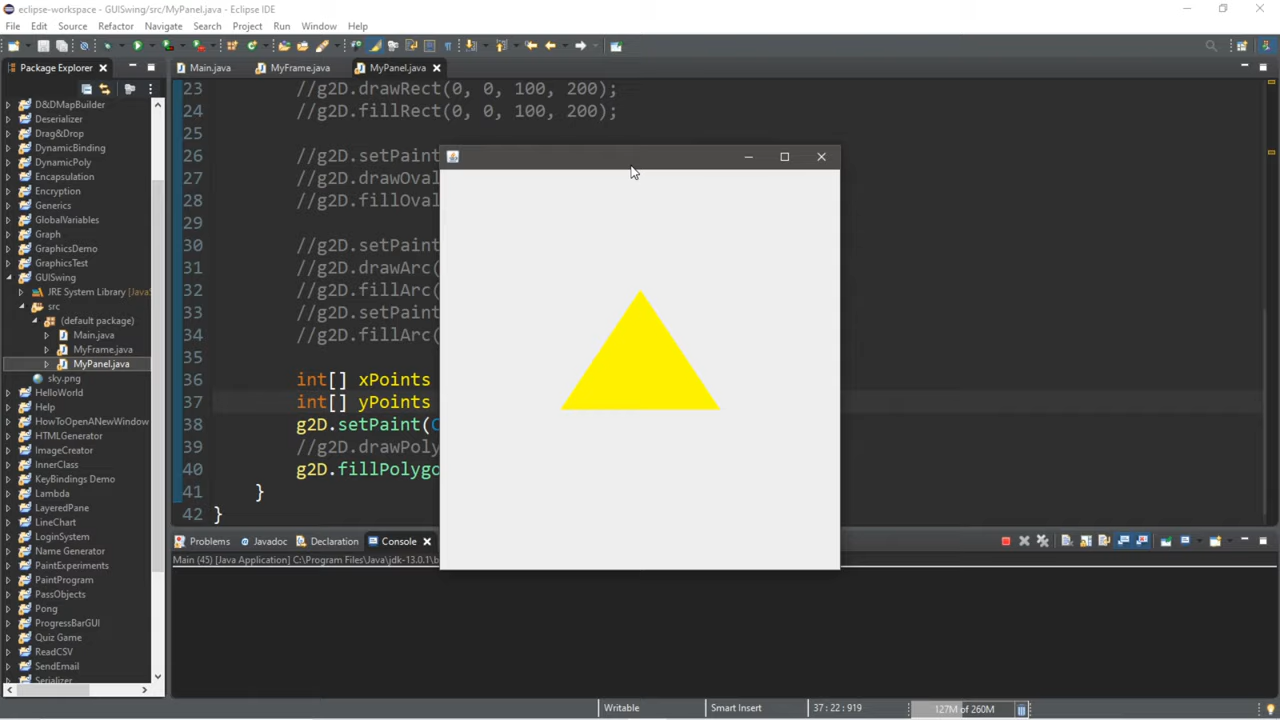 eclipse-workspace - GUISwing/src/MyPanel.java - Eclipse IDE
File Edit Source Refactor Navigate Search Project Run Window Help
Package Explorer
Main.java MyFrame.java MyPanel.java
D&DMapBuilder
Deserializer
Drag&Drop
DynamicBinding
DynamicPoly
Encapsulation
Encryption
Generics
GlobalVariables
Graph
GraphicsDemo
GraphicsTest
GUISwing
JRE System Library [JavaS
src
(default package)
Main.java
MyFrame.java
MyPanel.java
sky.png
HelloWorld
Help
HowToOpenANewWindow
HTMLGenerator
ImageCreator
InnerClass
KeyBindings Demo
Lambda
LayeredPane
LineChart
LoginSystem
Name Generator
PaintExperiments
PaintProgram
PassObjects
Pong
ProgressBarGUI
Quiz Game
ReadCSV
SendEmail
Serializer
23 //g2D.drawRect(0, 0, 100, 200);
24 //g2D.fillRect(0, 0, 100, 200);
25
26 //g2D.setPaint
27 //g2D.drawOval
28 //g2D.fillOval
29
30 //g2D.setPaint
31 //g2D.drawArc(
32 //g2D.fillArc(
33 //g2D.setPaint
34 //g2D.fillArc(
35
36 int[] xPoints
37 int[] yPoints
38 g2D.setPaint(C
39 //g2D.drawPoly
40 g2D.fillPolygo
41 }
42 }
Problems Javadoc Declaration Console
Main (45) [Java Application] C:\Program Files\Java\jdk-13.0.1\b
Writable Smart Insert 37 : 22 : 919 127M of 260M